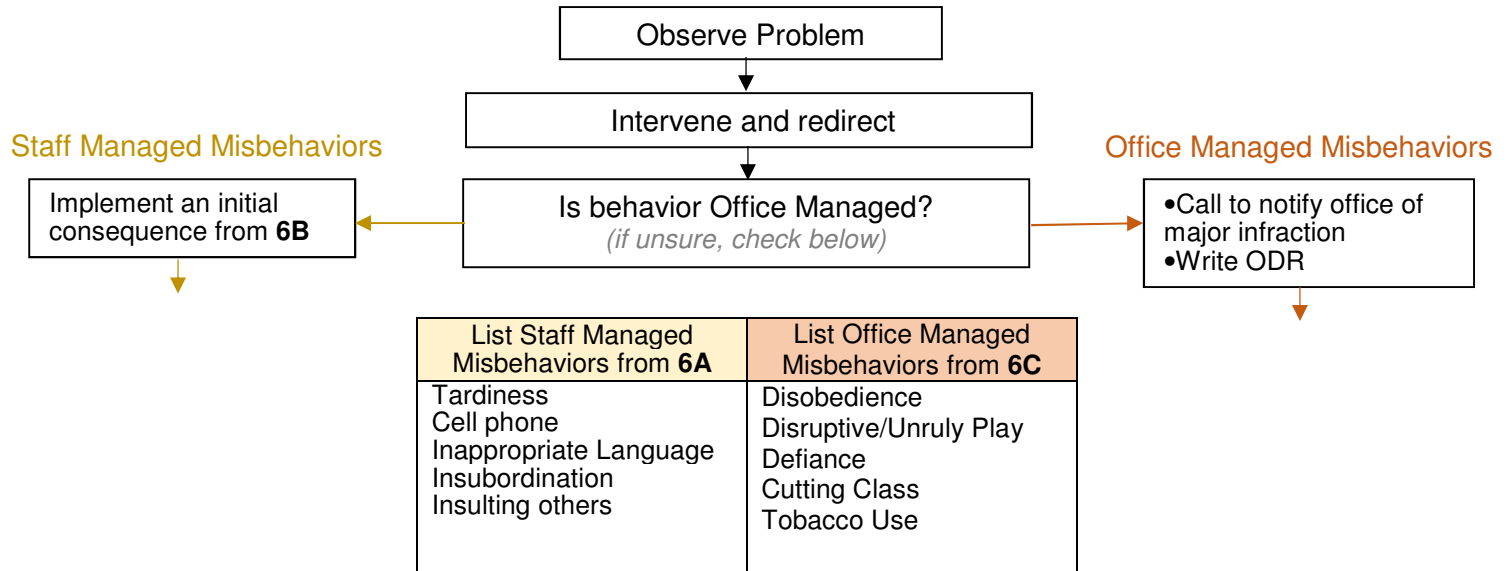 Observe Problem
Intervene and redirect
Staff Managed Misbehaviors
Office Managed Misbehaviors
Implement an initial
consequence from 6B
Is behavior Office Managed?
(if unsure, check below)
•Call to notify office of
major infraction
•Write ODR
List Staff Managed
Misbehaviors from 6A
List Office Managed
Misbehaviors from 6C
Tardiness
Cell phone
Inappropriate Language
Insubordination
Insulting others
Disobedience
Disruptive/Unruly Play
Defiance
Cutting Class
Tobacco Use